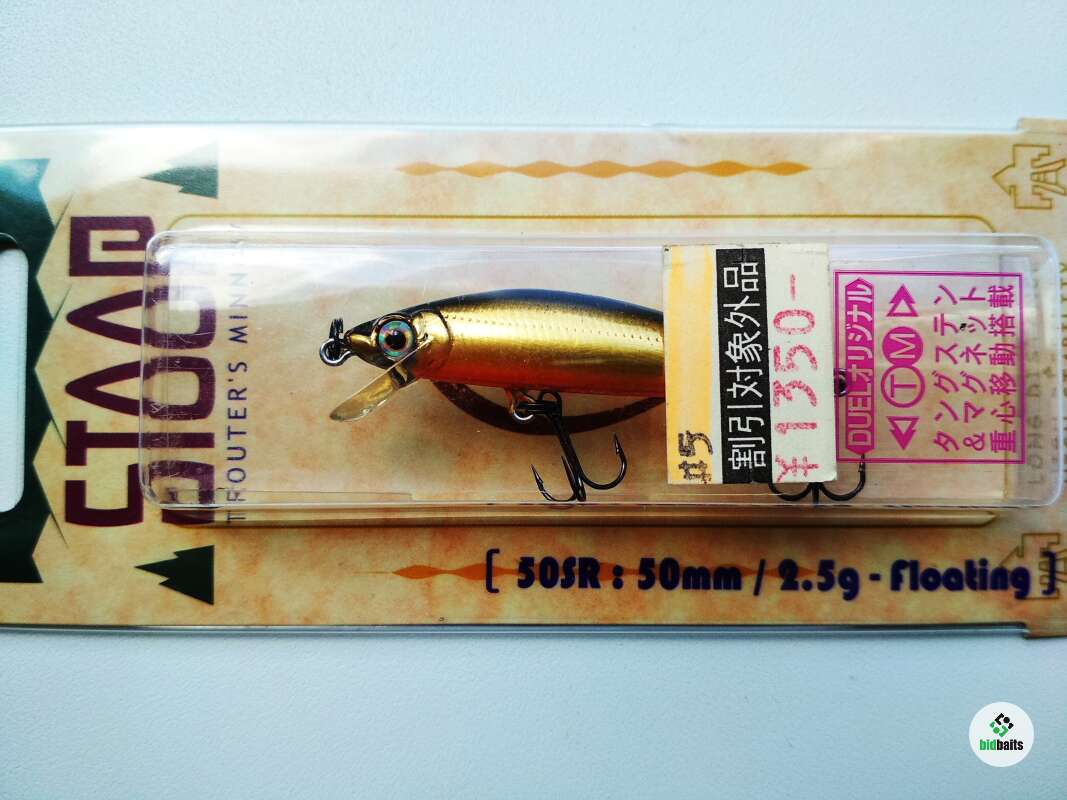 TROUTER'S MINN
#5
割引対象外品
¥1350-
DUELオリジナル
TM
タングステン
&マグネット
重心移動搭載
[ 50SR : 50mm / 2.5g - Floating ]
bidbaits